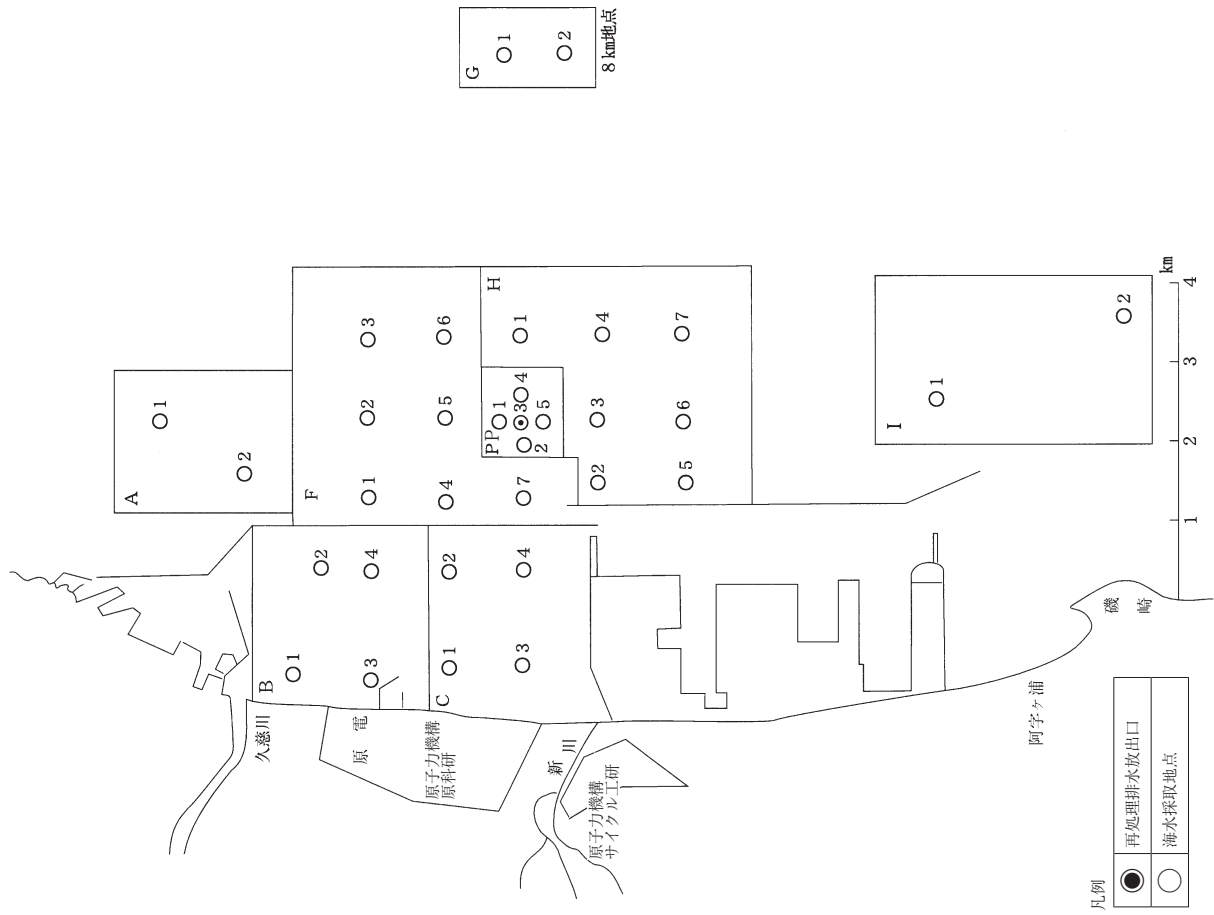 G
1
2
8km地点
A
1
2
F
1
2
3
4
5
6
7
H
1
2
3
4
5
6
7
PP
1
2
3
4
5
B
1
2
3
4
C
1
2
3
4
I
1
2
久慈川
原電
原子力機構
原科研
新川
原子力機構
サイクル工研
阿字ヶ浦
磯崎
km
1
2
3
4
凡例
再処理排水放出口
海水採取地点